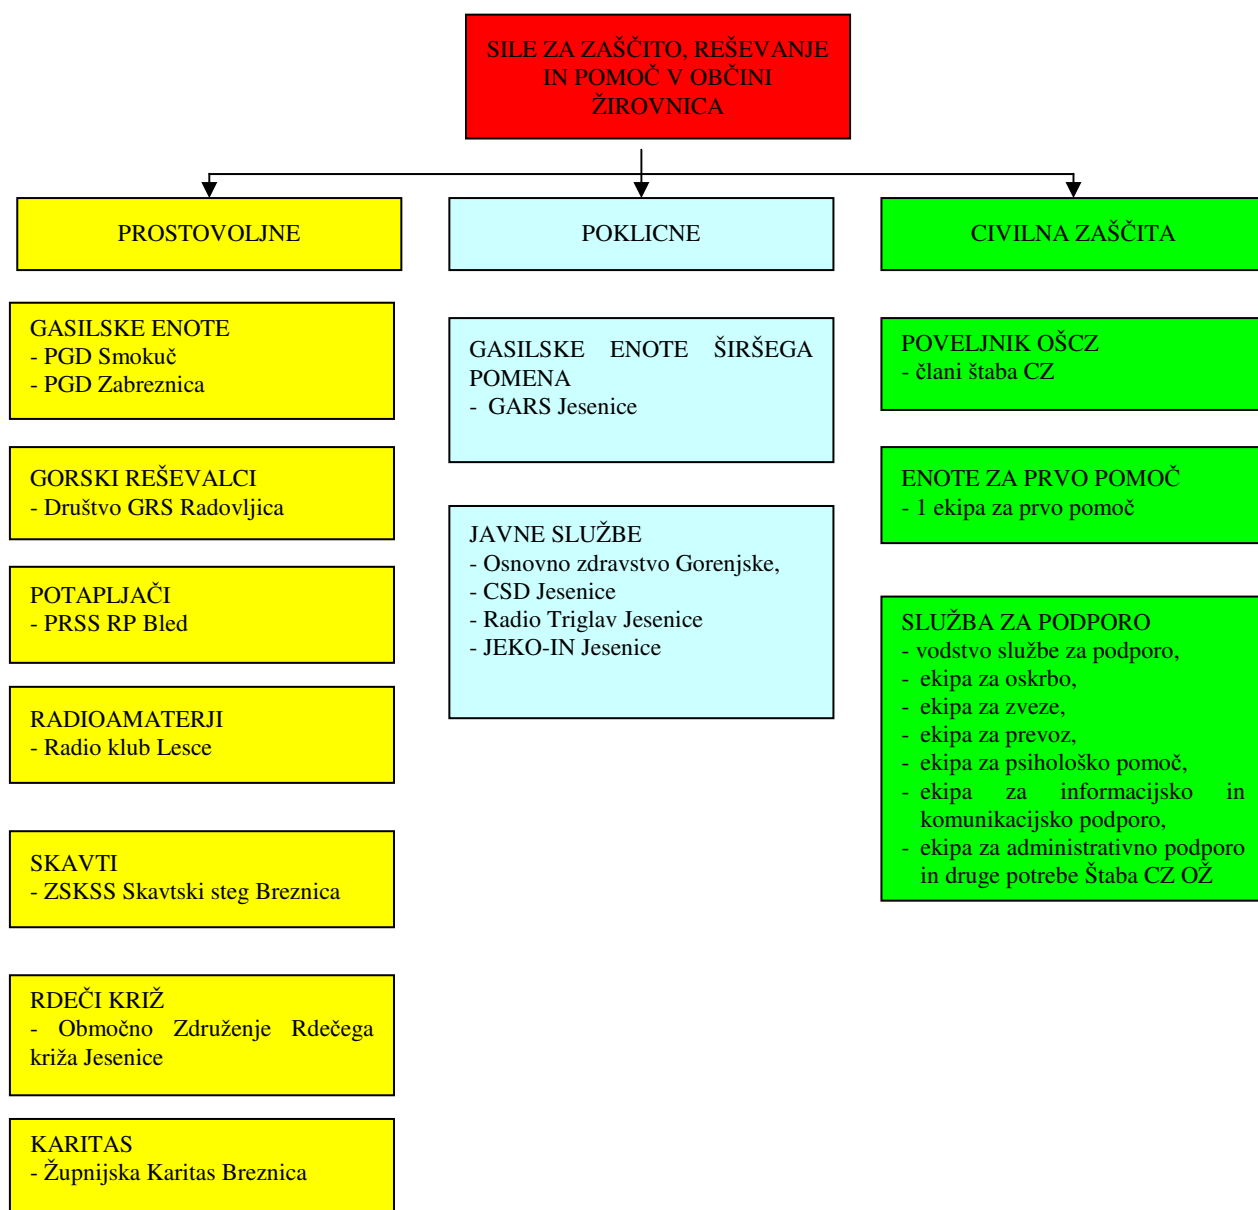 SILE ZA ZAŠČITO, REŠEVANJE
IN POMOČ V OBČINI
ŽIROVNICA
PROSTOVOLJNE
GASILSKE ENOTE
- PGD Smokuč
- PGD Zabreznica
GORSKI REŠEVALCI
- Društvo GRS Radovljica
POTAPLJAČI
- PRSS RP Bled
RADIOAMATERJI
- Radio klub Lesce
SKAVTI
- ZSKSS Skavtski steg Breznica
RDEČI KRIŽ
- Območno Združenje Rdečega
križa Jesenice
KARITAS
- Župnijska Karitas Breznica
POKLICNE
GASILSKE ENOTE ŠIRŠEGA
POMENA
- GARS Jesenice
JAVNE SLUŽBE
- Osnovno zdravstvo Gorenjske,
- CSD Jesenice
- Radio Triglav Jesenice
- JEKO-IN Jesenice
CIVILNA ZAŠČITA
POVELJNIK OŠCZ
- člani štaba CZ
ENOTE ZA PRVO POMOČ
- 1 ekipa za prvo pomoč
SLUŽBA ZA PODPORO
- vodstvo službe za podporo,
- ekipa za oskrbo,
- ekipa za zveze,
- ekipa za prevoz,
- ekipa za psihološko pomoč,
- ekipa za informacijsko in
komunikacijsko podporo,
- ekipa za administrativno podporo
in druge potrebe Štaba CZ OŽ